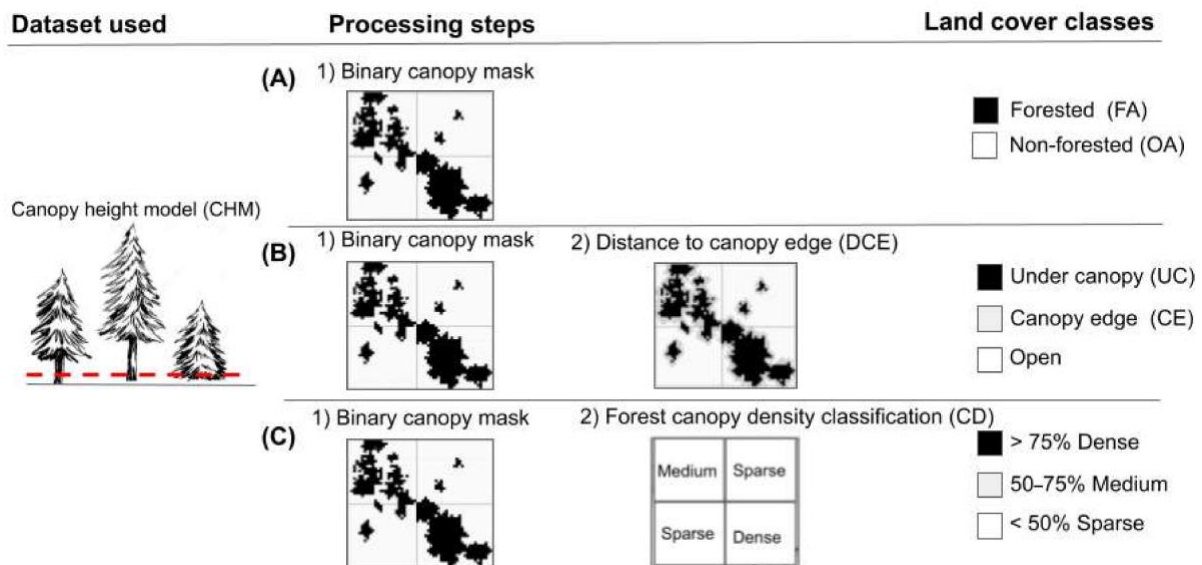 Dataset used
Processing steps
Land cover classes
(A)
1) Binary canopy mask
Forested (FA)
Non-forested (OA)
Canopy height model (CHM)
(B)
1) Binary canopy mask
2) Distance to canopy edge (DCE)
Under canopy (UC)
Canopy edge (CE)
Open
(C)
1) Binary canopy mask
2) Forest canopy density classification (CD)
Medium
Sparse
Sparse
Dense
> 75% Dense
50–75% Medium
< 50% Sparse